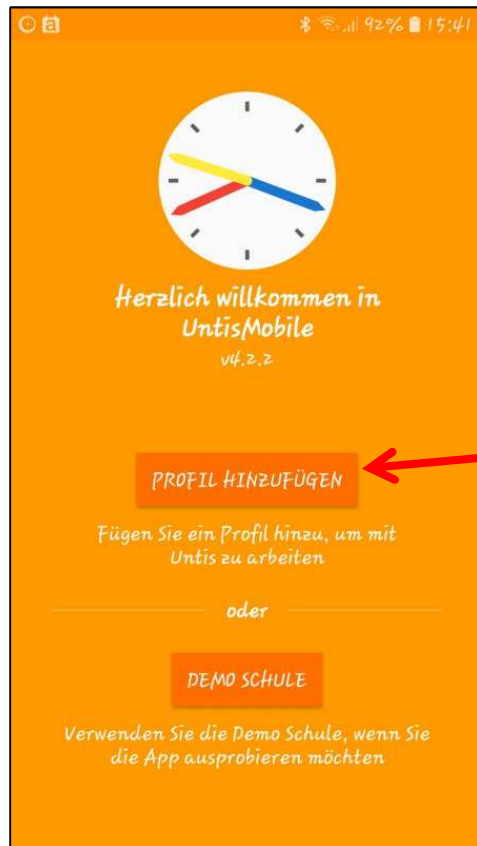 a 92% 15:41
Herzlich willkommen in
UntisMobile
v4.2.2
PROFIL HINZUFÜGEN
Fügen Sie ein Profil hinzu, um mit
Untis zu arbeiten
oder
DEMO SCHULE
Verwenden Sie die Demo Schule, wenn Sie
die App ausprobieren möchten